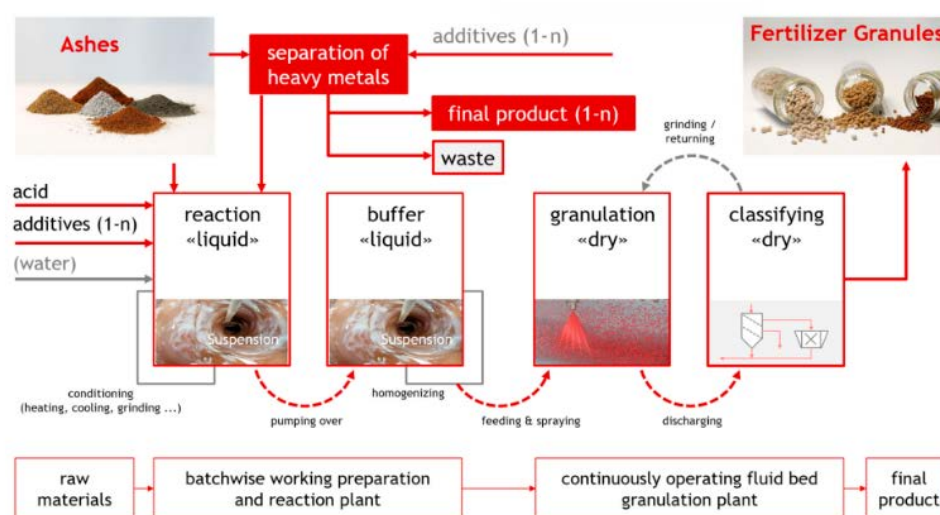 Ashes
separation of
heavy metals
additives (1-n)
Fertilizer Granules
final product (1-n)
waste
grinding /
returning
acid
additives (1-n)
(water)
reaction
«liquid»
Suspension
buffer
«liquid»
Suspension
granulation
«dry»
classifying
«dry»
conditioning
(heating, cooling, grinding ...)
pumping over
homogenizing
feeding & spraying
discharging
raw
materials
batchwise working preparation
and reaction plant
continuously operating fluid bed
granulation plant
final
product